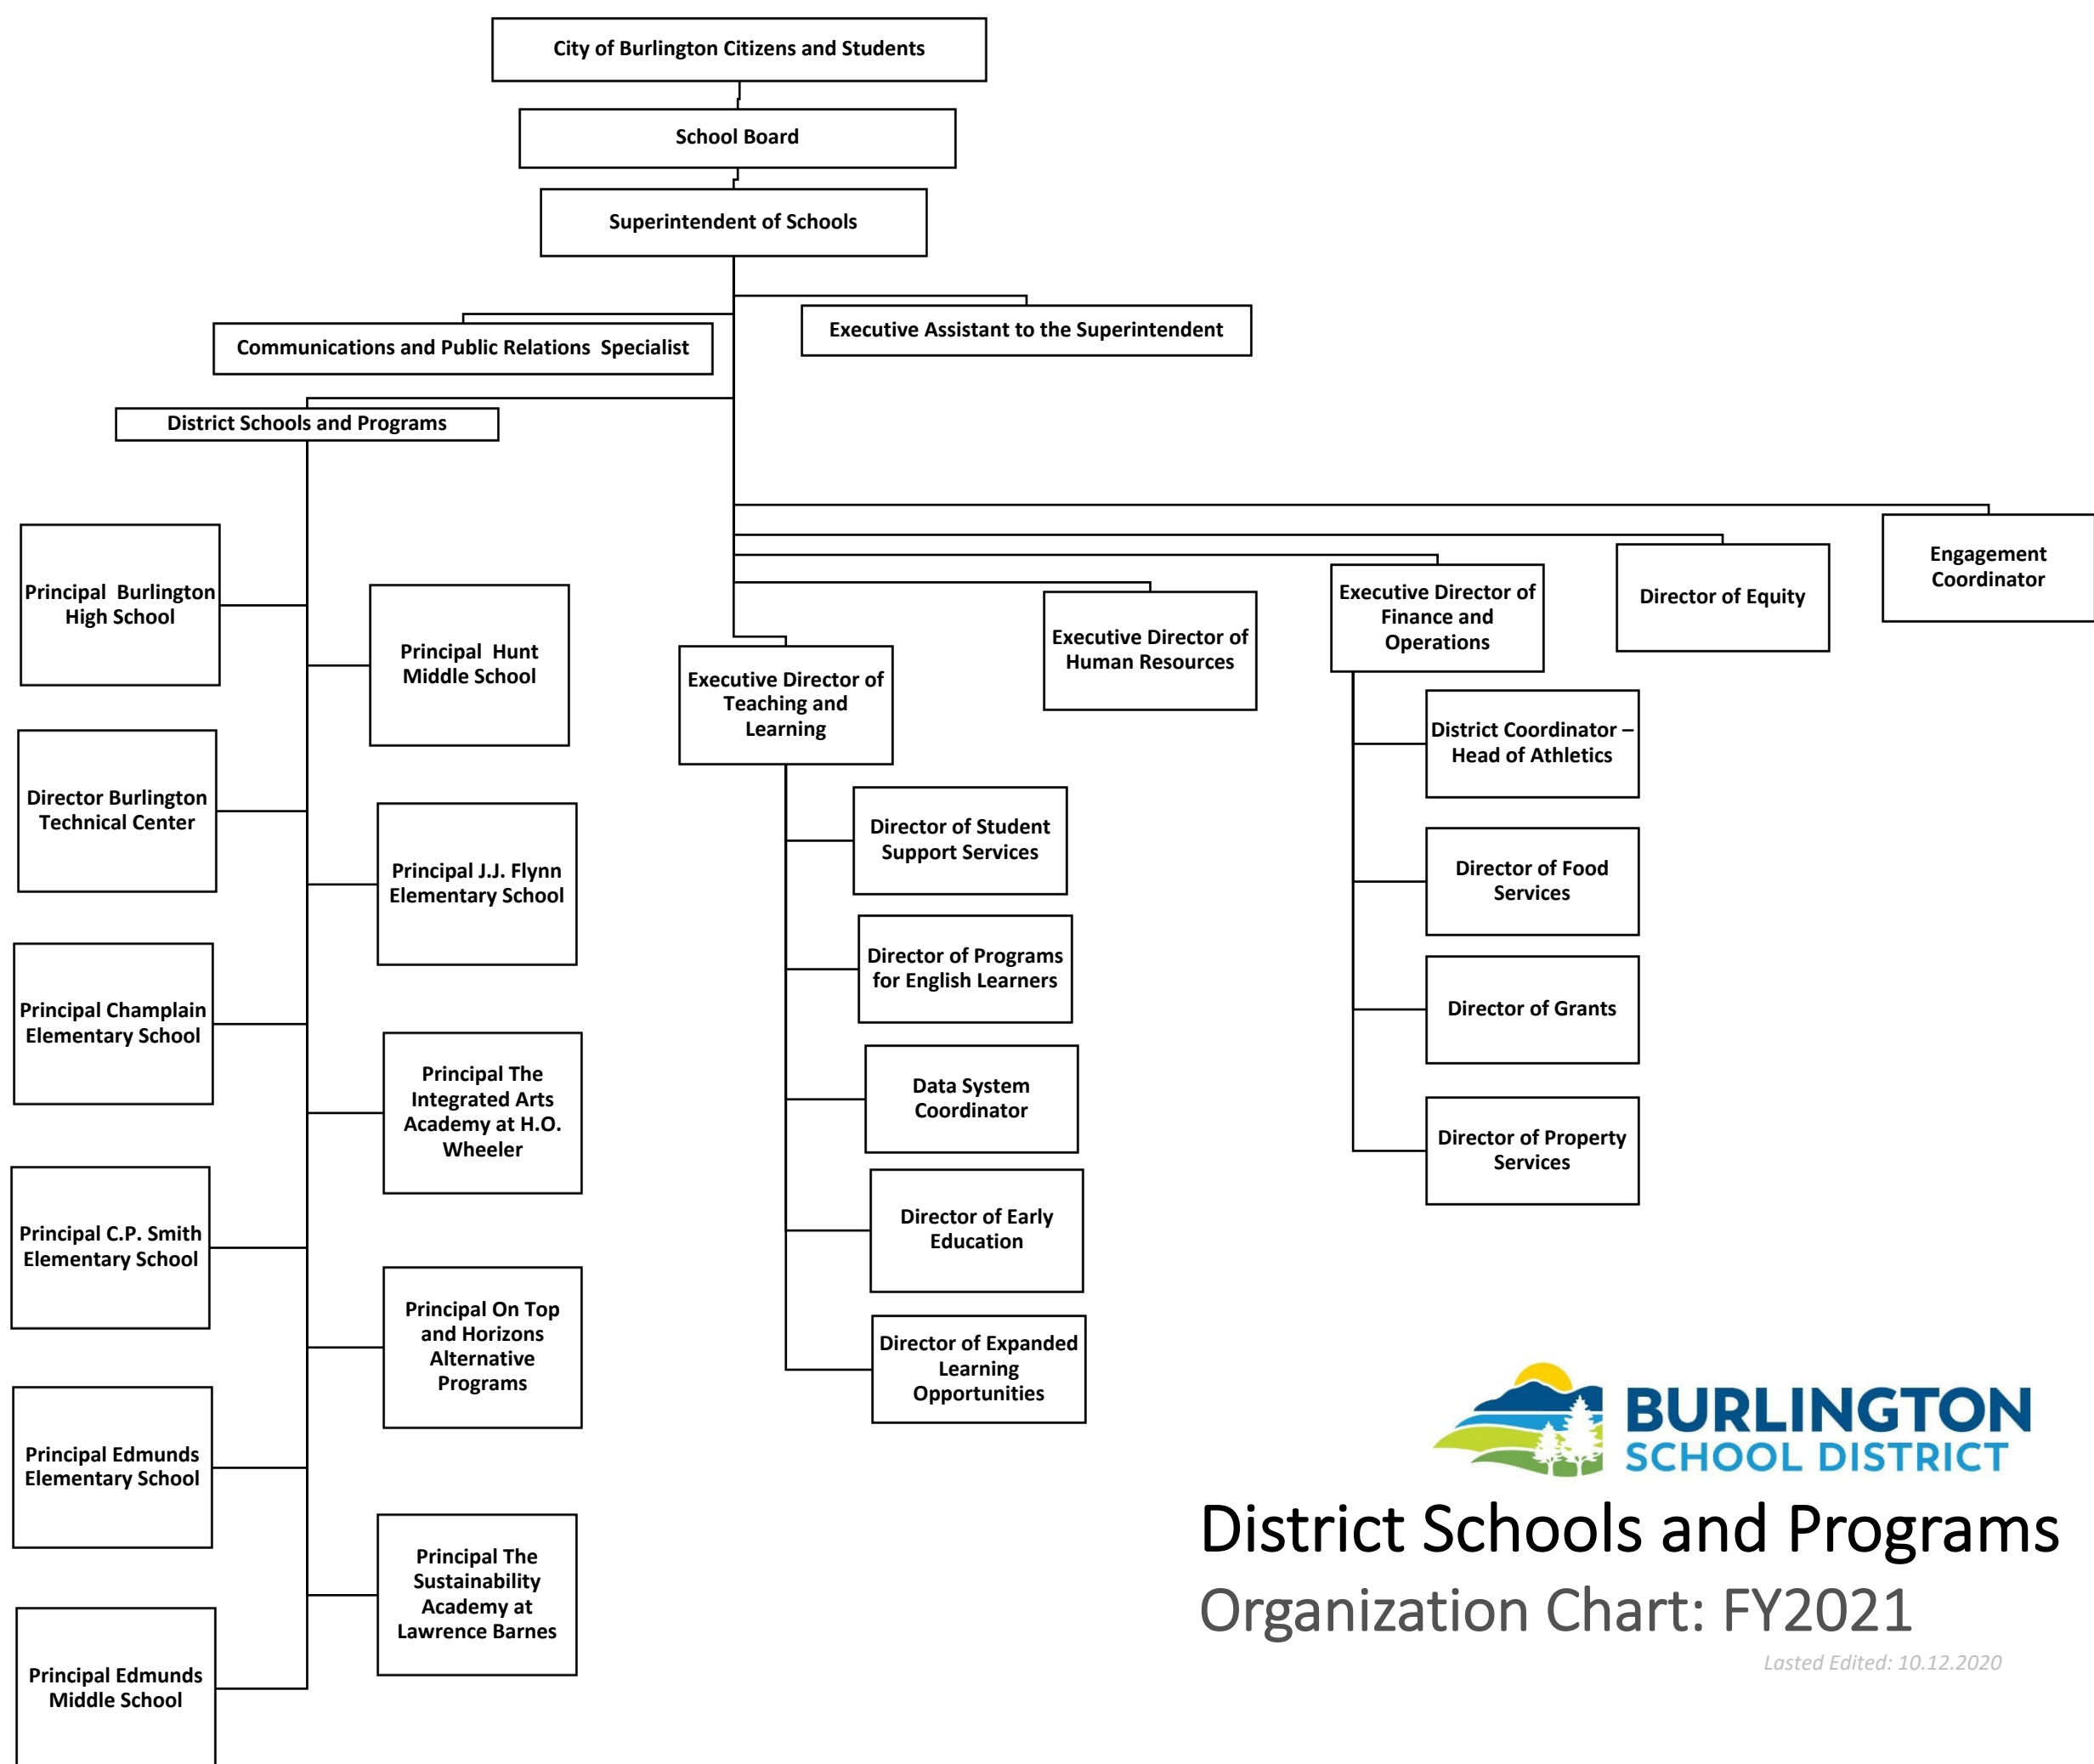 City of Burlington Citizens and Students
School Board
Superintendent of Schools
Executive Assistant to the Superintendent
Communications and Public Relations  Specialist
District Schools and Programs
Principal  Burlington
High School
Director Burlington
Technical Center
Principal Champlain
Elementary School
Principal C.P. Smith
Elementary School
Principal Edmunds
Elementary School
Principal Edmunds
Middle School
Principal  Hunt
Middle School
Principal J.J. Flynn
Elementary School
Principal The
Integrated Arts
Academy at H.O.
Wheeler
Principal On Top
and Horizons
Alternative
Programs
Principal The
Sustainability
Academy at
Lawrence Barnes
Executive Director of
Teaching and
Learning
Director of Student
Support Services
Director of Programs
for English Learners
Data System
Coordinator
Director of Early
Education
Director of Expanded
Learning
Opportunities
Executive Director of
Human Resources
Executive Director of
Finance and
Operations
District Coordinator –
Head of Athletics
Director of Food
Services
Director of Grants
Director of Property
Services
Director of Equity
Engagement
Coordinator
BURLINGTON
SCHOOL DISTRICT
District Schools and Programs
Organization Chart: FY2021
Lasted Edited: 10.12.2020